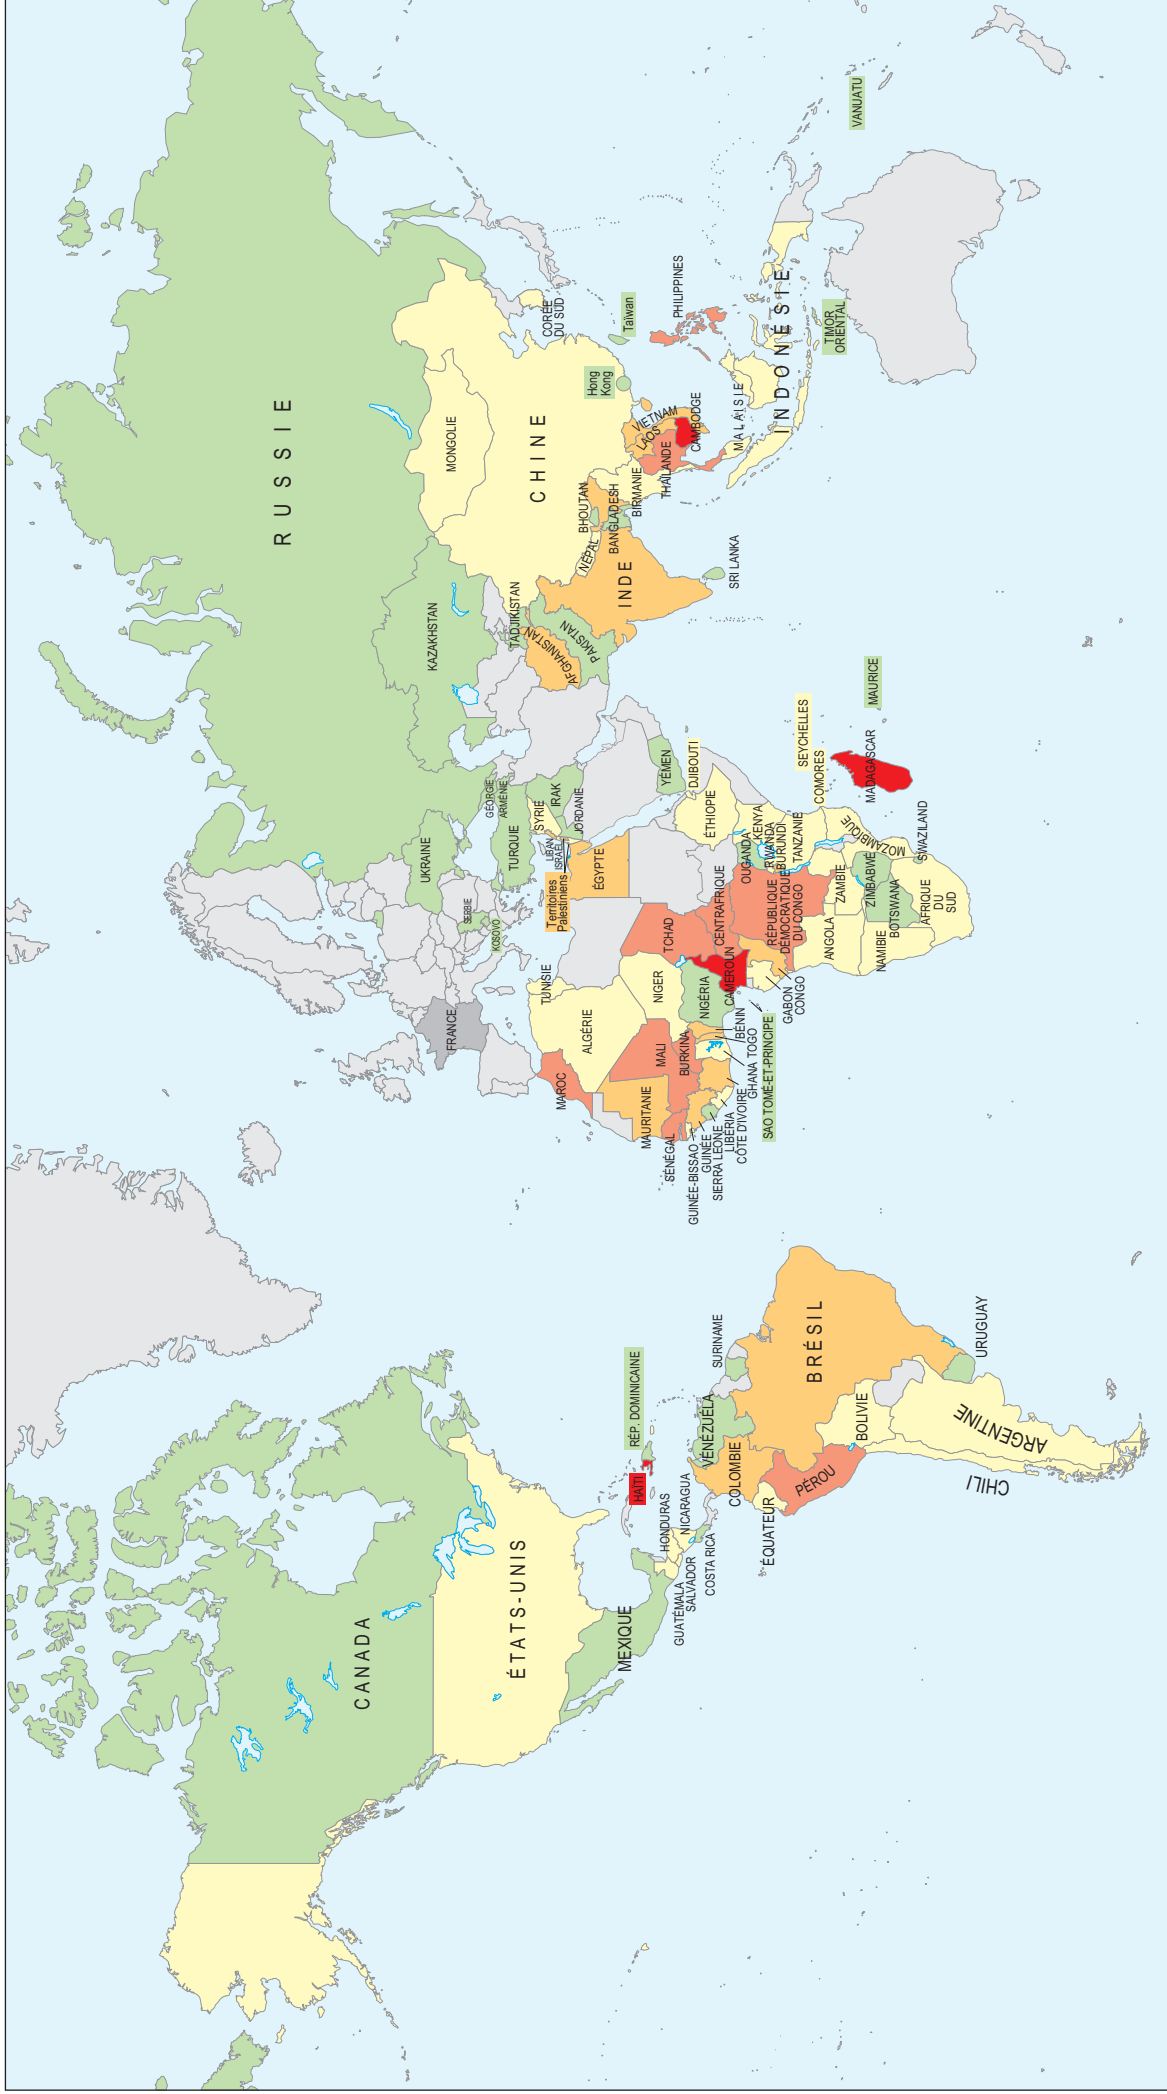 RUSSIE
CANADA
ÉTATS-UNIS
MEXIQUE
GUATÉMALA
SALVADOR
HONDURAS
NICARAGUA
COSTA RICA
HAÏTI
RÉP. DOMINICAINE
VÉNÉZUÉLA
SURINAME
COLOMBIE
ÉQUATEUR
PÉROU
BRÉSIL
BOLIVIE
CHILI
ARGENTINE
URUGUAY
FRANCE
SERBIE
KOSOVO
UKRAINE
GÉORGIE
ARMÉNIE
TURQUIE
SYRIE
LIBAN
ISRAËL
IRAK
JORDANIE
Territoires
Palestiniens
YÉMEN
MAROC
ALGÉRIE
TUNISIE
ÉGYPTE
MAURITANIE
MALI
NIGER
TCHAD
SÉNÉGAL
GUINÉE-BISSAO
GUINÉE
SIERRA LEONE
LIBÉRIA
CÔTE D'IVOIRE
BURKINA
GHANA
TOGO
BÉNIN
NIGÉRIA
CAMEROUN
CENTRAFRIQUE
SAO TOMÉ-ET-PRINCIPE
GABON
CONGO
RÉPUBLIQUE
DÉMOCRATIQUE
DU CONGO
OUGANDA
KENYA
RWANDA
BURUNDI
TANZANIE
ÉTHIOPIE
DJIBOUTI
ANGOLA
ZAMBIE
MOZAMBIQUE
ZIMBABWÉ
NAMIBIE
BOTSWANA
AFRIQUE
DU
SUD
SWAZILAND
SEYCHELLES
COMORES
MADAGASCAR
MAURICE
KAZAKHSTAN
TADJIKISTAN
AFGHANISTAN
PAKISTAN
INDE
NÉPAL
BHOUTAN
BANGLADESH
SRI LANKA
MONGOLIE
CHINE
CORÉE
DU SUD
Hong
Kong
Taïwan
BIRMANIE
LAOS
VIETNAM
THAÏLANDE
CAMBODGE
PHILIPPINES
MALAISIE
INDONÉSIE
TIMOR
ORIENTAL
VANUATU